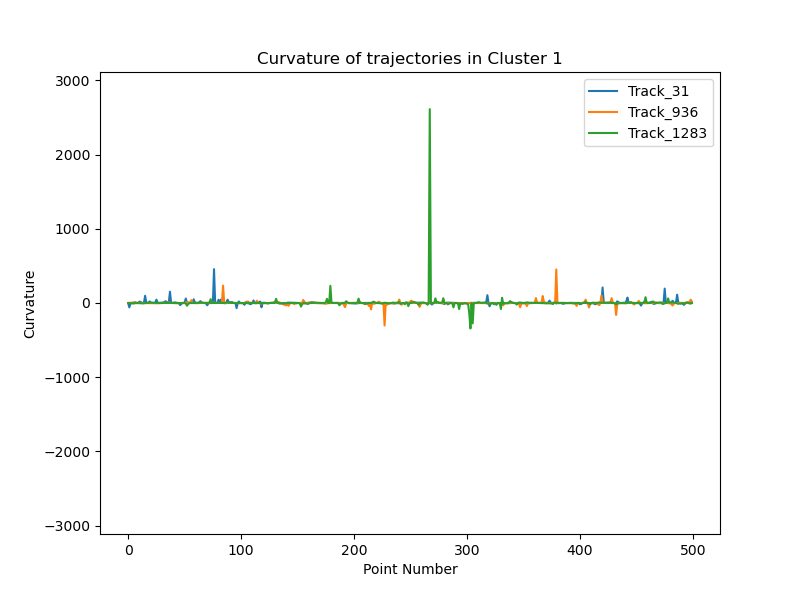 Curvature of trajectories in Cluster 1
3000
2000
1000
0
−1000
−2000
−3000
Curvature
Track_31
Track_936
Track_1283
0
100
200
300
400
500
Point Number